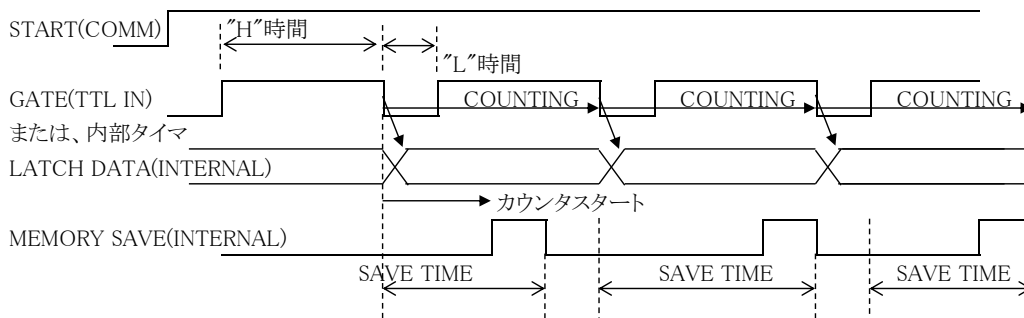 START(COMM)
"H"時間
"L"時間
GATE(TTL IN)
COUNTING
COUNTING
COUNTING
または、内部タイマ
LATCH DATA(INTERNAL)
カウンタスタート
MEMORY SAVE(INTERNAL)
SAVE TIME
SAVE TIME
SAVE TIME